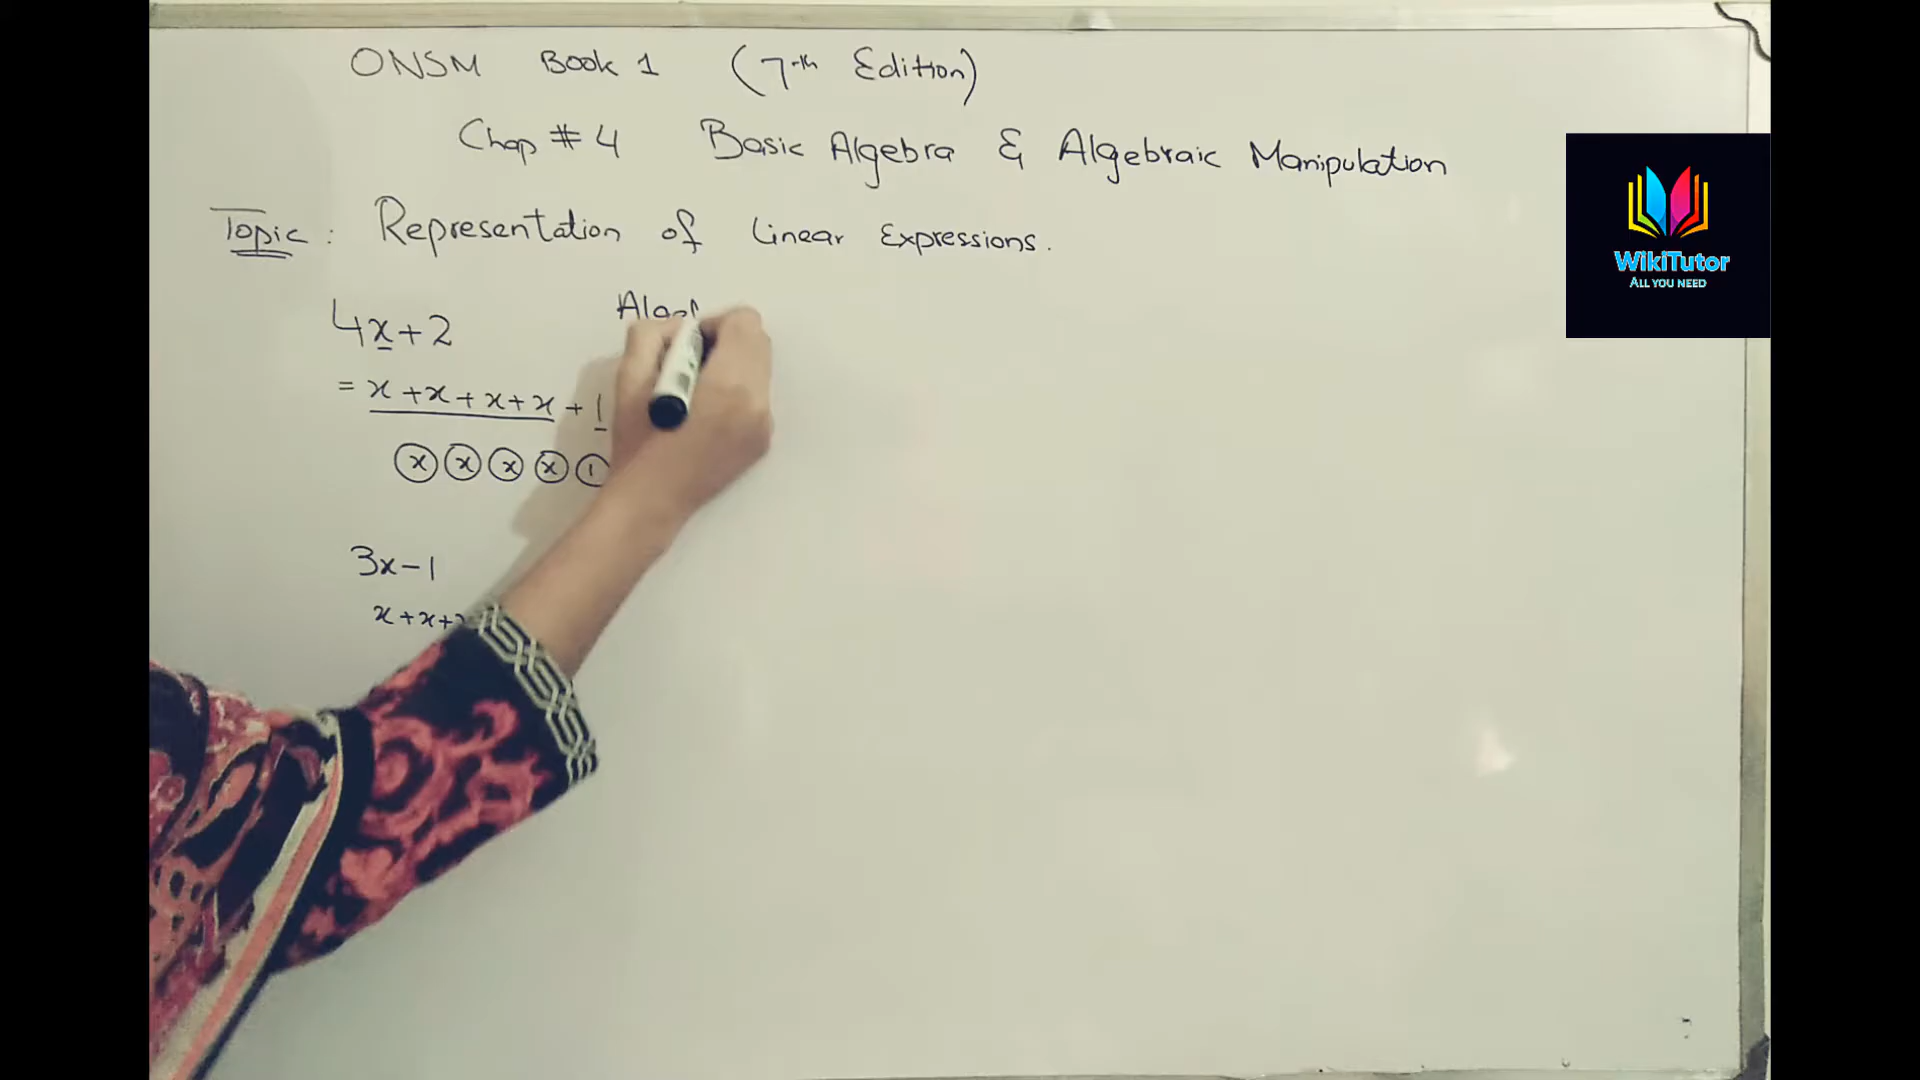 ONSM Book 1 (7th Edition)
Chap # 4 Basic Algebra & Algebraic Manipulation
Topic : Representation of Linear Expressions.
4x+2
= x + x + x + x + 1
x x x x 1
3x-1
x + x +
WikiTutor
ALL YOU NEED